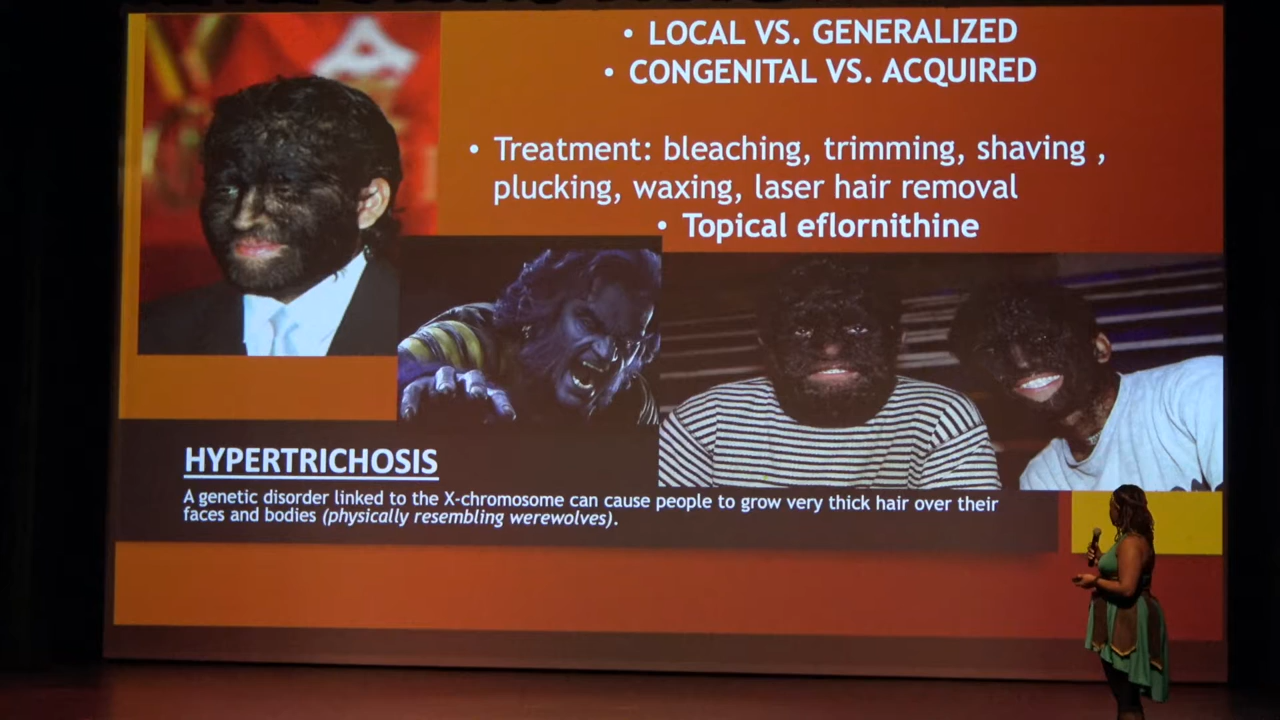 • LOCAL VS. GENERALIZED
• CONGENITAL VS. ACQUIRED
• Treatment: bleaching, trimming, shaving ,
plucking, waxing, laser hair removal
• Topical eflornithine
HYPERTRICHOSIS
A genetic disorder linked to the X-chromosome can cause people to grow very thick hair over their
faces and bodies (physically resembling werewolves).